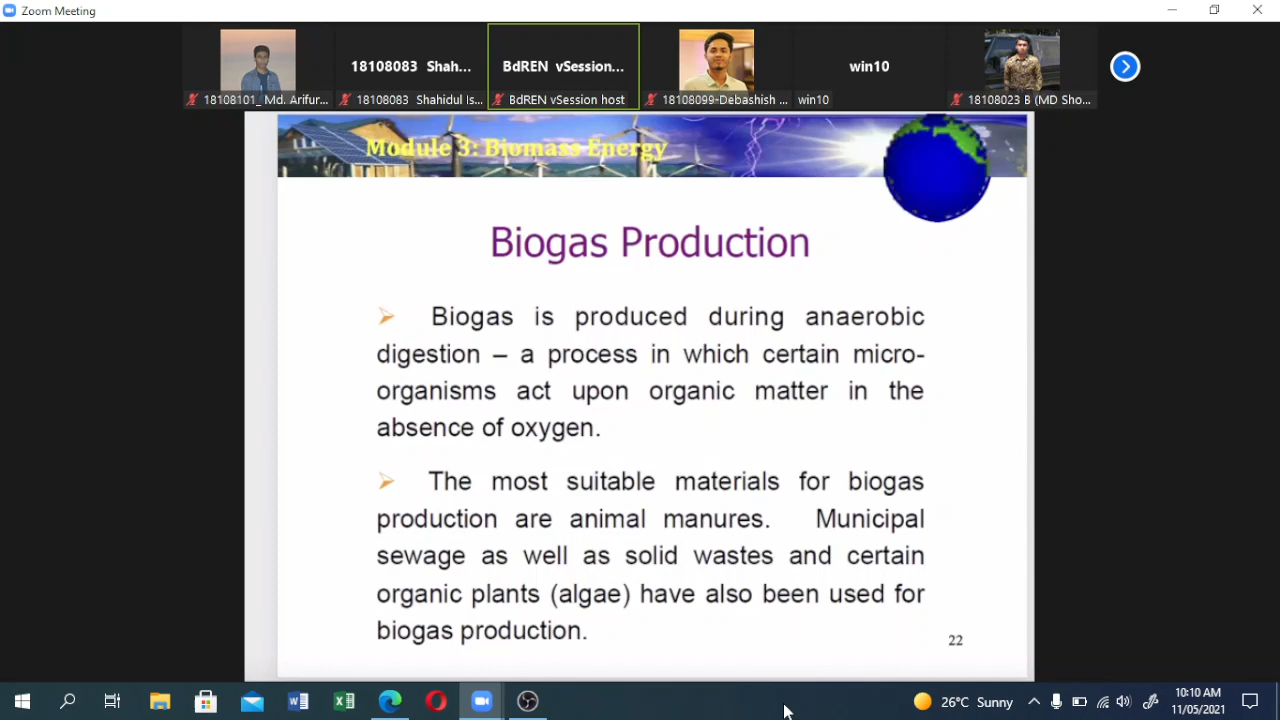 Zoom Meeting
18108083 Shah...
BdREN vSession...
win10
18108101_ Md. Arifur...
18108083 Shahidul Is...
BdREN vSession host
18108099-Debashish ...
win10
18108023 B (MD Sho...
Module 3: Biomass Energy
Biogas Production
Biogas is produced during anaerobic
digestion – a process in which certain micro-
organisms act upon organic matter in the
absence of oxygen.
The most suitable materials for biogas
production are animal manures. Municipal
sewage as well as solid wastes and certain
organic plants (algae) have also been used for
biogas production.
22
26°C Sunny
10:10 AM
11/05/2021